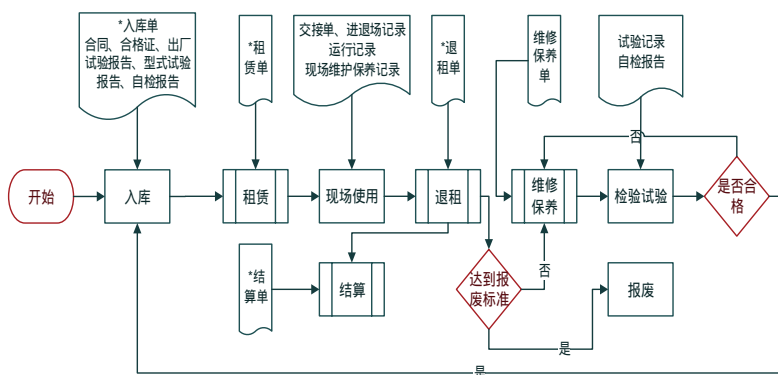 *入库单
合同、合格证、出厂
试验报告、型式试验
报告、自检报告
*租
赁单
交接单、进退场记录
运行记录
现场维护保养记录
*退
租单
维修
保养
单
试验记录
自检报告
否
开始
入库
租赁
现场使用
退租
维修
保养
检验试验
是否合
格
*结
算单
结算
达到报
废标准
否
报废
是
是